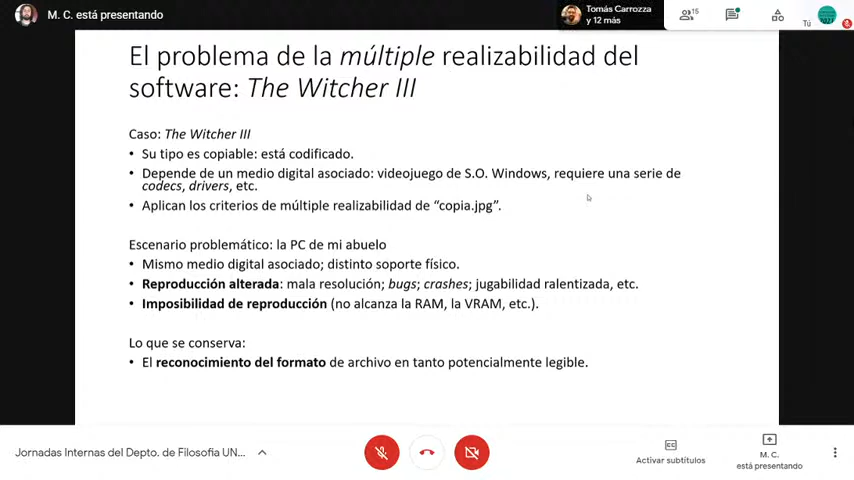 M. C. está presentando
Tomás Carrozza
y 12 más
15
Tú
2021
El problema de la múltiple realizabilidad del
software: The Witcher III
Caso: The Witcher III
• Su tipo es copiable: está codificado.
• Depende de un medio digital asociado: videojuego de S.O. Windows, requiere una serie de
codecs, drivers, etc.
• Aplican los criterios de múltiple realizabilidad de “copia.jpg”.
Escenario problemático: la PC de mi abuelo
• Mismo medio digital asociado; distinto soporte físico.
• Reproducción alterada: mala resolución; bugs; crashes; jugabilidad ralentizada, etc.
• Imposibilidad de reproducción (no alcanza la RAM, la VRAM, etc.).
Lo que se conserva:
• El reconocimiento del formato de archivo en tanto potencialmente legible.
Jornadas Internas del Depto. de Filosofia UN...
CC
Activar subtítulos
M. C.
está presentando